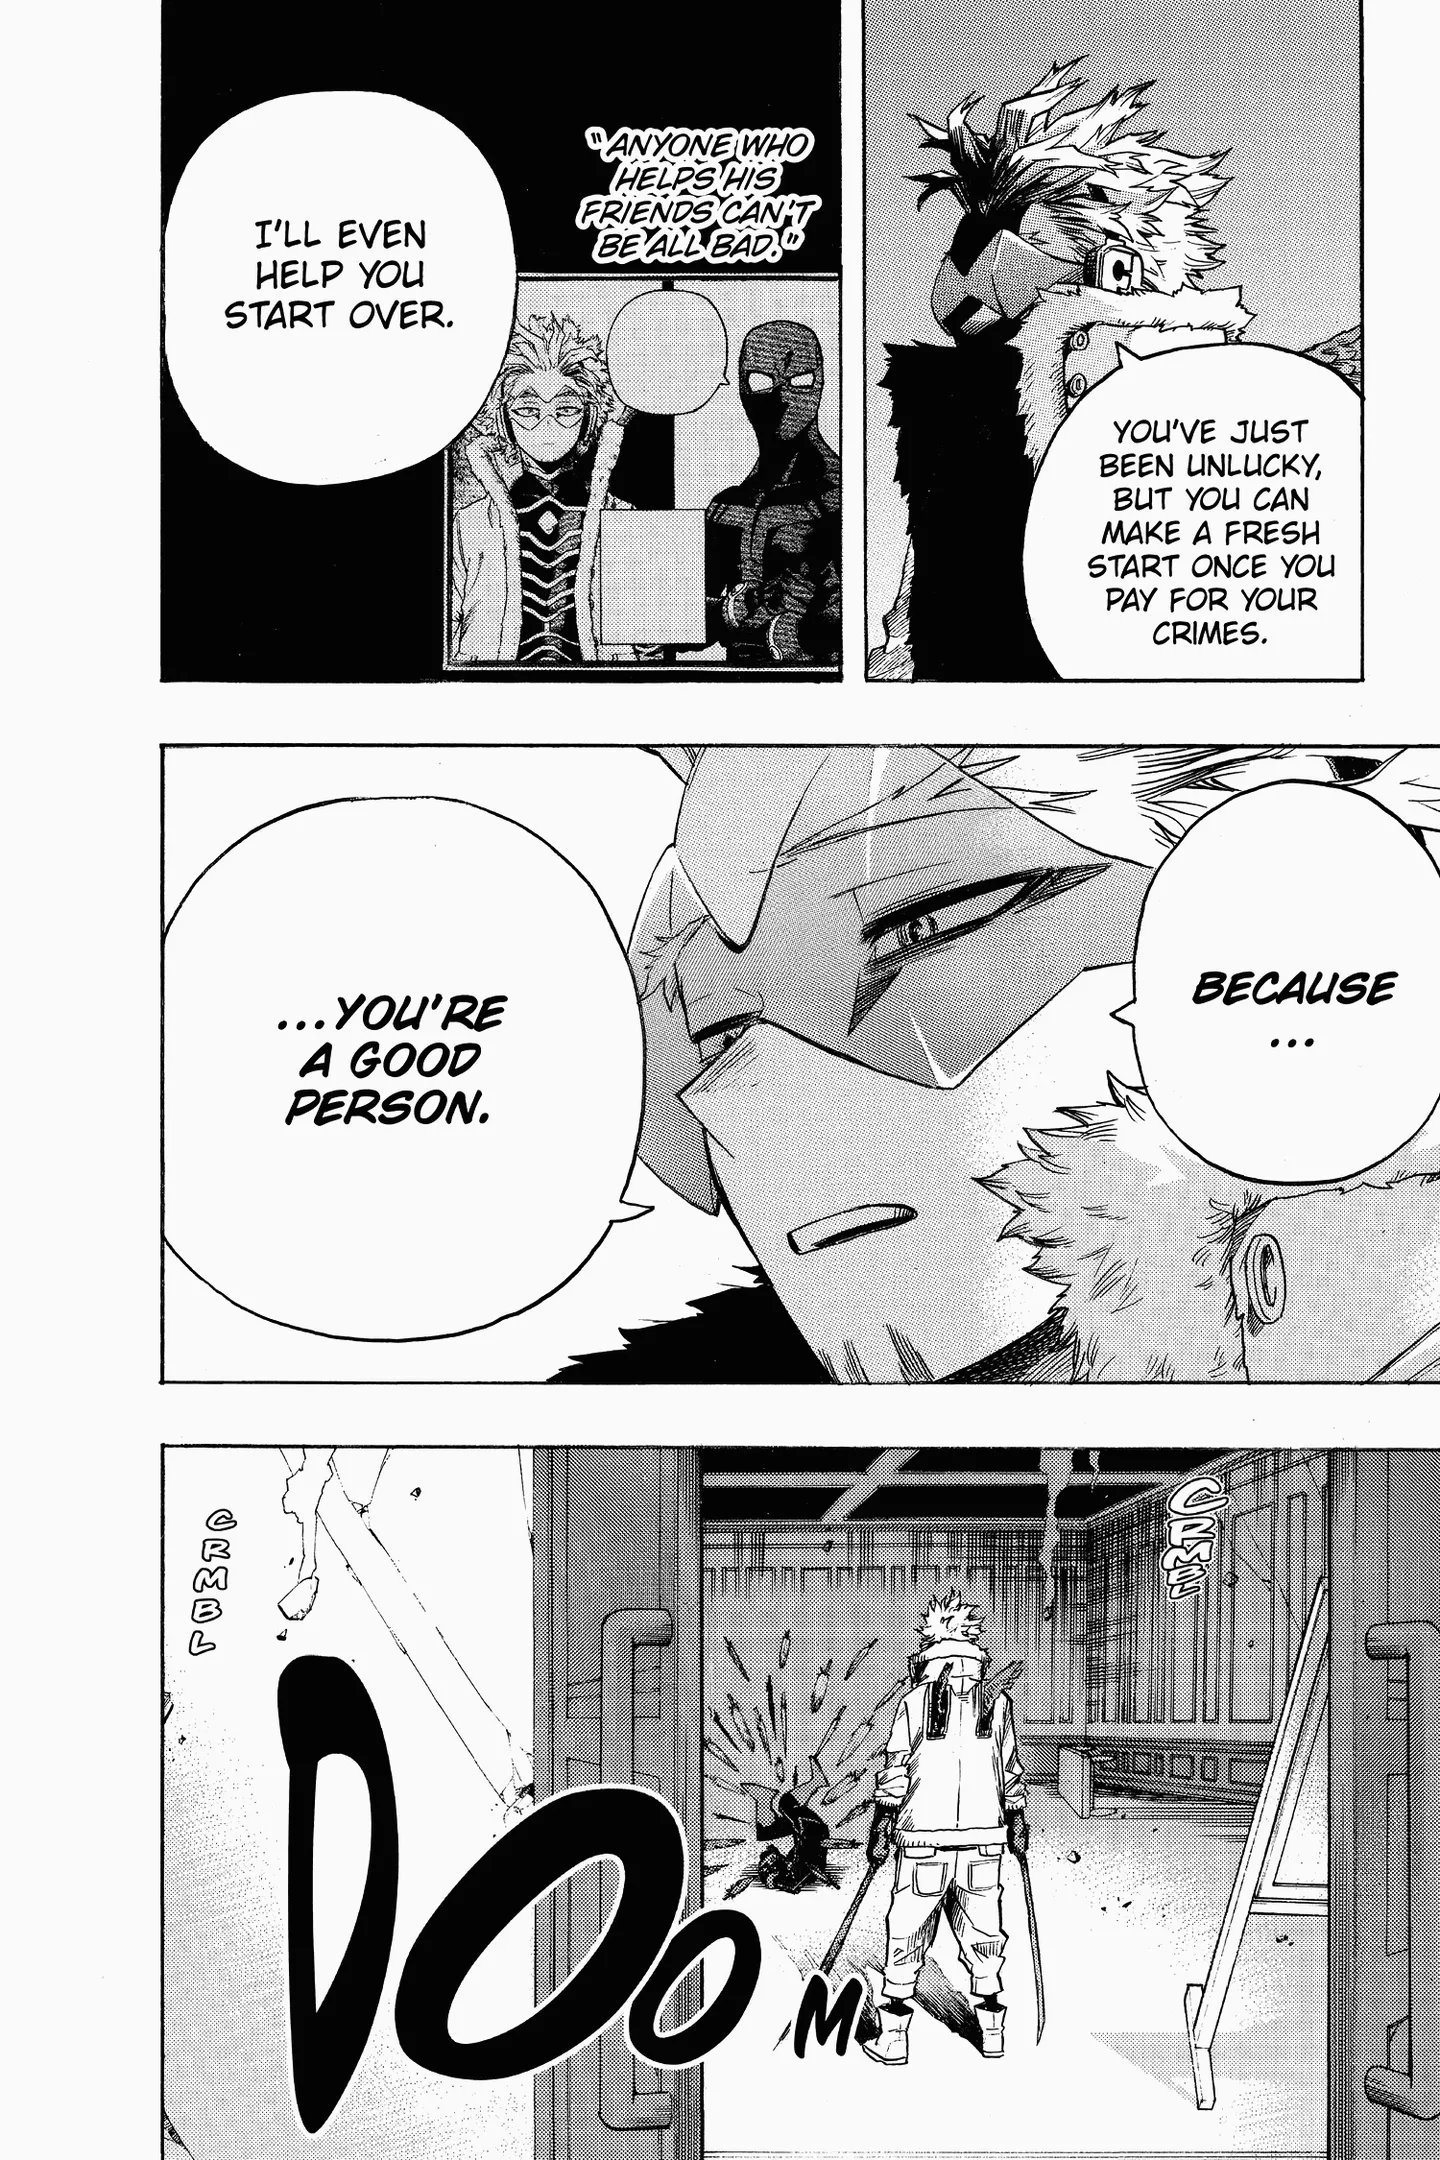 YOU'VE JUST
BEEN UNLUCKY,
BUT YOU CAN
MAKE A FRESH
START ONCE YOU
PAY FOR YOUR
CRIMES.
"ANYONE WHO
HELPS HIS
FRIENDS CAN'T
BE ALL BAD."
I'LL EVEN
HELP YOU
START OVER.
BECAUSE
...
...YOU'RE
A GOOD
PERSON.
CRMBL
CRMBL
DOOM